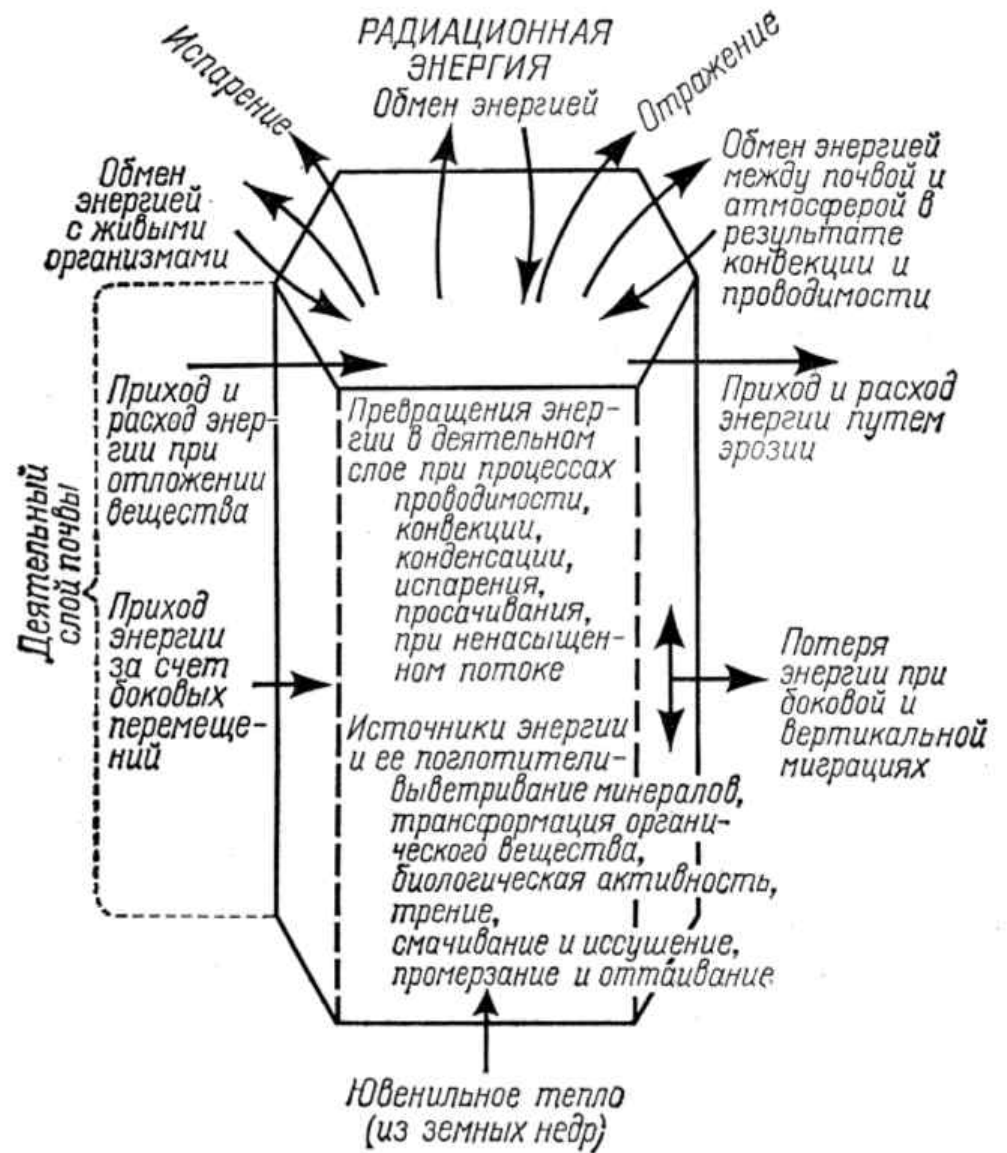 РАДИАЦИОННАЯ
ЭНЕРГИЯ
Обмен энергией
Испарение
Отражение
Обмен
энергией
с живыми
организмами
Обмен энергией
между почвой и
атмосферой в
результате
конвекции и
проводимости
Приход и
расход энер-
гии при
отложении
вещества
Приход и расход
энергии путем
эрозии
Превращения энер-
гии в деятельном
слое при процессах
проводимости,
конвекции,
конденсации,
испарения,
просачивания,
при ненасыщен-
ном потоке
Деятельный
слой почвы
Приход
энергии
за счет
боковых
перемеще-
ний
Потеря
энергии при
боковой и
вертикальной
миграциях
Источники энергии
и ее поглотители-
выветривание минералов,
трансформация органи-
ческого вещества,
биологическая активность,
трение,
смачивание и иссушение,
промерзание и оттаивание
Ювенильное тепло
(из земных недр)